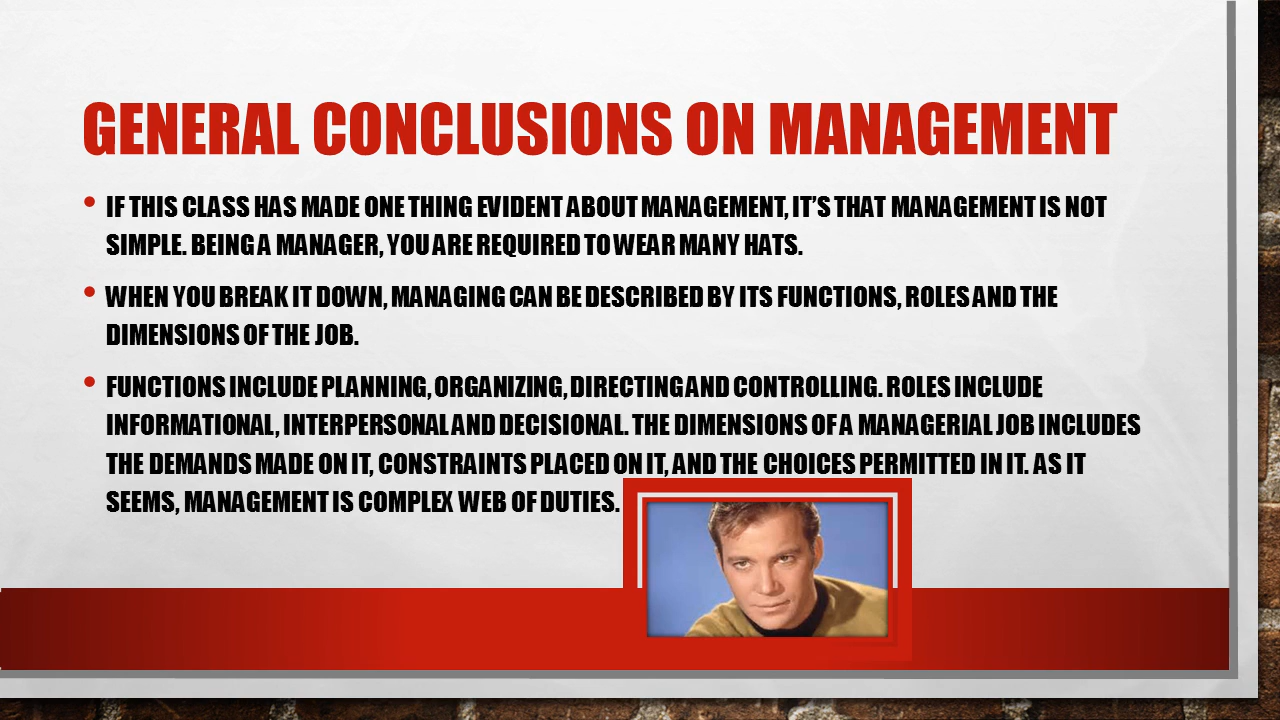 GENERAL CONCLUSIONS ON MANAGEMENT
• IF THIS CLASS HAS MADE ONE THING EVIDENT ABOUT MANAGEMENT, IT’S THAT MANAGEMENT IS NOT
SIMPLE. BEING A MANAGER, YOU ARE REQUIRED TO WEAR MANY HATS.
• WHEN YOU BREAK IT DOWN, MANAGING CAN BE DESCRIBED BY ITS FUNCTIONS, ROLES AND THE
DIMENSIONS OF THE JOB.
• FUNCTIONS INCLUDE PLANNING, ORGANIZING, DIRECTING AND CONTROLLING. ROLES INCLUDE
INFORMATIONAL, INTERPERSONAL AND DECISIONAL. THE DIMENSIONS OF A MANAGERIAL JOB INCLUDES
THE DEMANDS MADE ON IT, CONSTRAINTS PLACED ON IT, AND THE CHOICES PERMITTED IN IT. AS IT
SEEMS, MANAGEMENT IS COMPLEX WEB OF DUTIES.